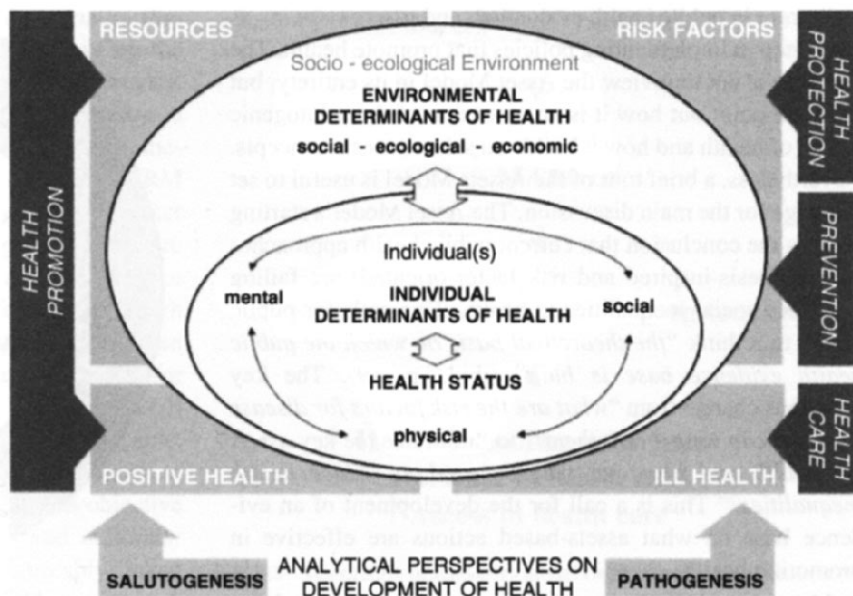 RESOURCES
RISK FACTORS
Socio - ecological Environment
ENVIRONMENTAL
DETERMINANTS OF HEALTH
social - ecological - economic
HEALTH
PROMOTION
HEALTH
PROTECTION
PREVENTION
HEALTH
CARE
Individual(s)
mental
INDIVIDUAL
DETERMINANTS OF HEALTH
social
HEALTH STATUS
physical
POSITIVE HEALTH
ILL HEALTH
SALUTOGENESIS
ANALYTICAL PERSPECTIVES ON
DEVELOPMENT OF HEALTH
PATHOGENESIS